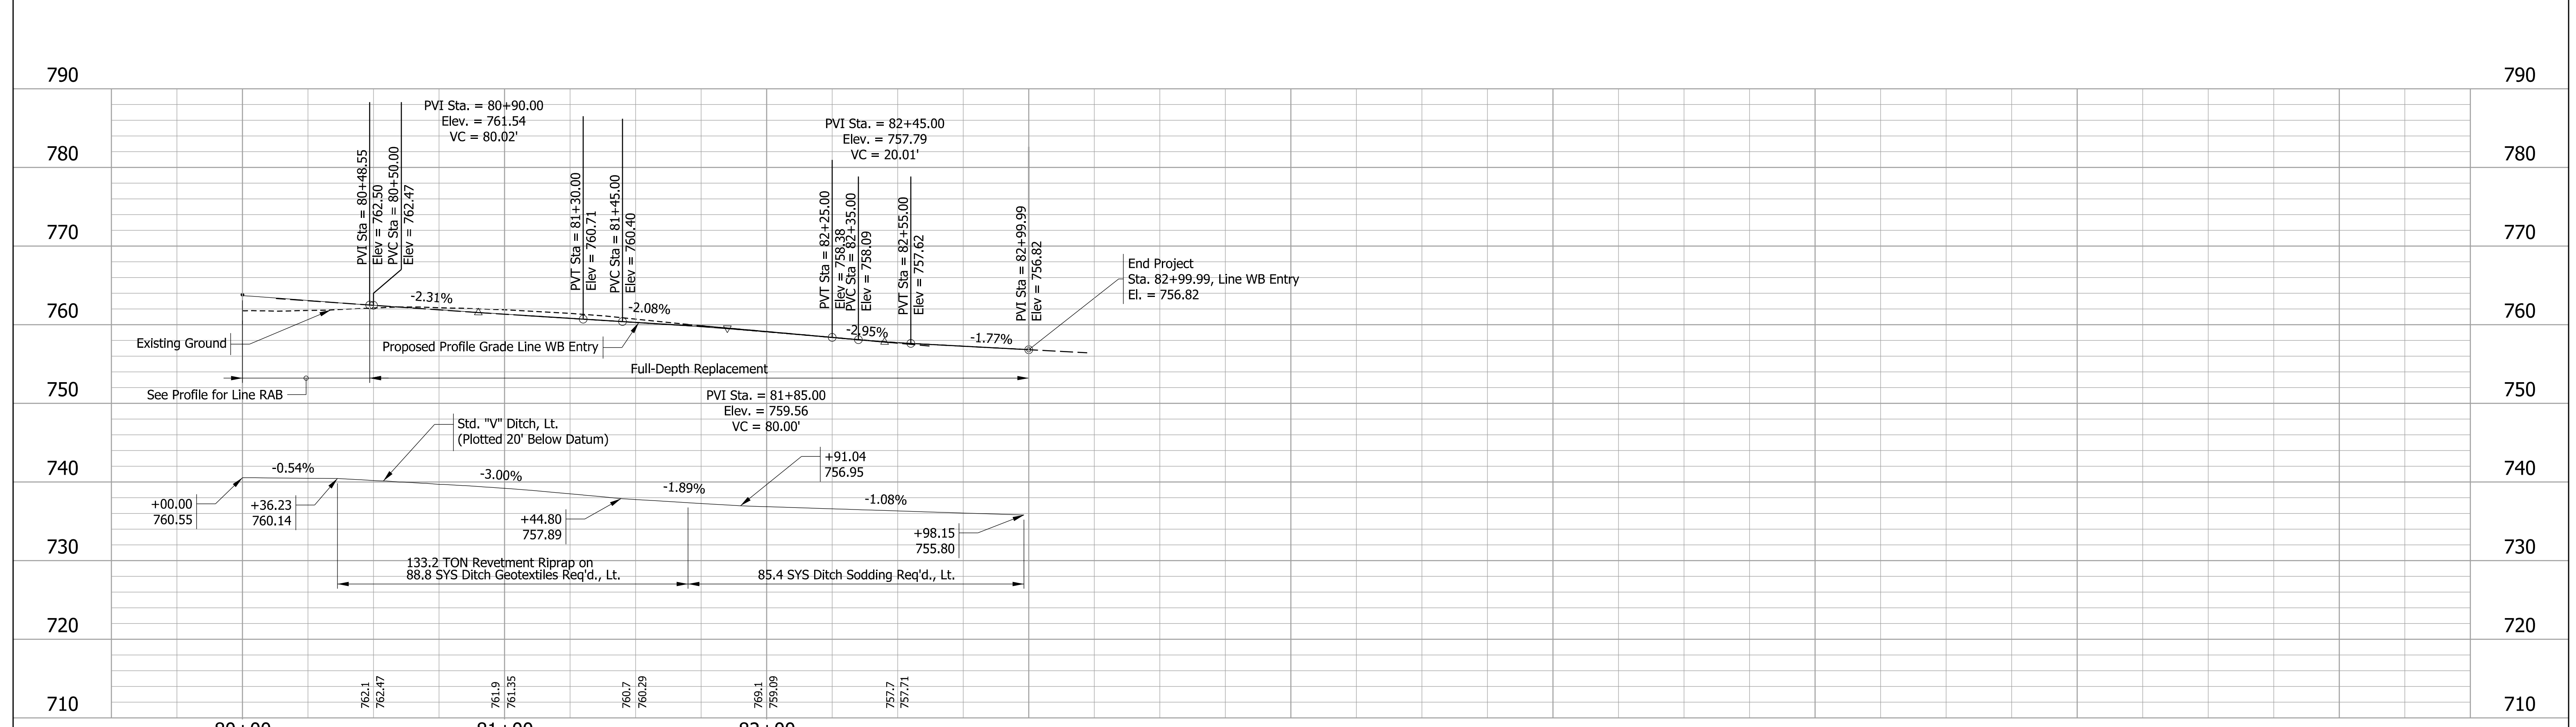 790
790
PVI Sta. = 80+90.00
Elev. = 761.54
VC = 80.02'
PVI Sta. = 82+45.00
Elev. = 757.79
VC = 20.01'
780
780
PVI Sta = 80+48.55
Elev = 762.50
PVC Sta = 80+50.00
Elev = 762.47
PVT Sta = 81+30.00
Elev = 760.71
PVC Sta = 81+45.00
Elev = 760.40
PVT Sta = 82+25.00
Elev = 758.38
PVC Sta = 82+35.00
Elev = 758.09
PVT Sta = 82+55.00
Elev = 757.62
PVI Sta = 82+99.99
Elev = 756.82
770
770
End Project
Sta. 82+99.99, Line WB Entry
El. = 756.82
-2.31%
-2.08%
-2.95%
-1.77%
760
760
Existing Ground
Proposed Profile Grade Line WB Entry
Full-Depth Replacement
See Profile for Line RAB
750
750
PVI Sta. = 81+85.00
Elev. = 759.56
VC = 80.00'
Std. "V" Ditch, Lt.
(Plotted 20' Below Datum)
+91.04
756.95
740
740
-0.54%
-3.00%
-1.89%
-1.08%
+00.00
760.55
+36.23
760.14
+44.80
757.89
+98.15
755.80
730
730
133.2 TON Revetment Riprap on
88.8 SYS Ditch Geotextiles Req'd., Lt.
85.4 SYS Ditch Sodding Req'd., Lt.
720
720
762.1
762.47
761.9
761.35
760.7
760.29
769.1
759.09
757.7
757.71
710
710
80+00
81+00
82+00